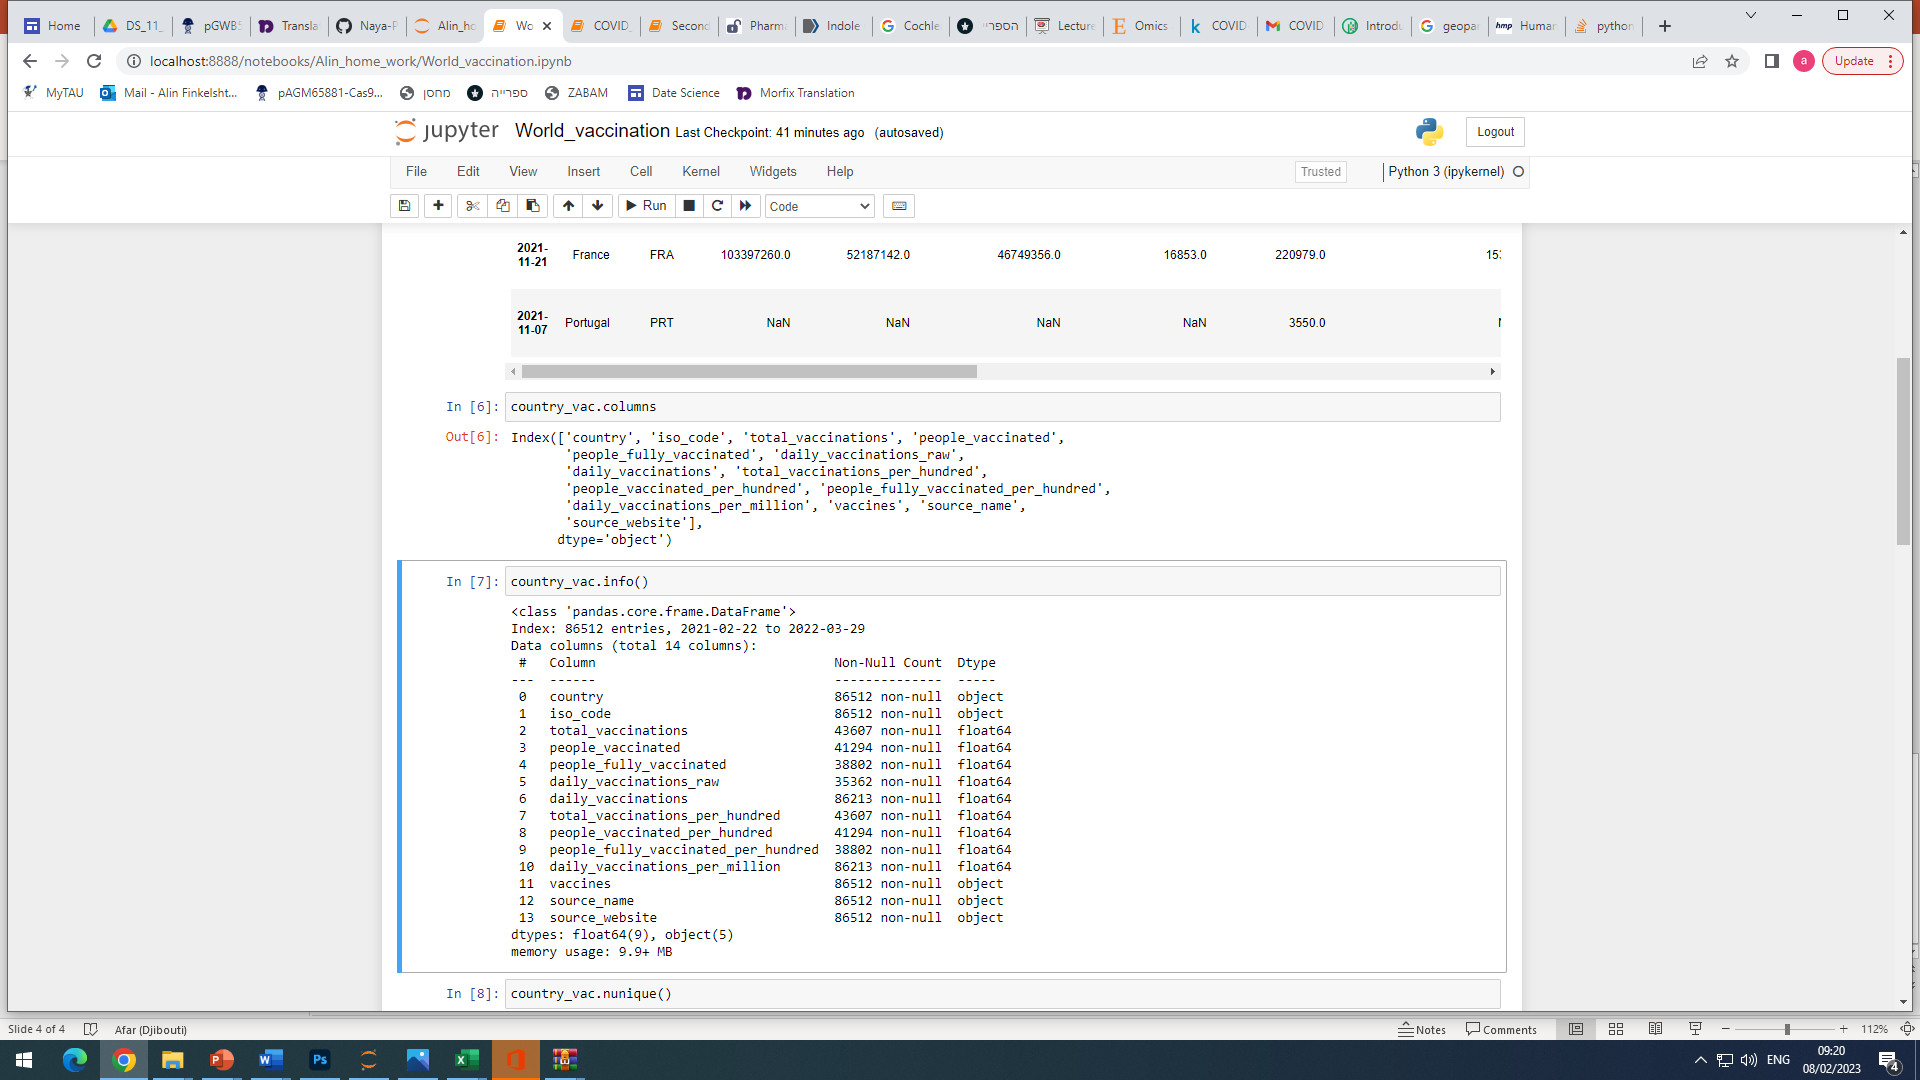 Home DS_11_ pGWB5 Transla Naya-P Alin_ho Wo COVID_ Second Pharma Indole Cochle הספריי Lecture Omics COVID COVID Introdu geopar Human python
localhost:8888/notebooks/Alin_home_work/World_vaccination.ipynb
a Update
MyTAU Mail - Alin Finkelsht... pAGM65881-Cas9... מחסן ספרייה ZABAM Date Science Morfix Translation
jupyter World_vaccination Last Checkpoint: 41 minutes ago (autosaved)
Logout
File Edit View Insert Cell Kernel Widgets Help
Trusted Python 3 (ipykernel)
Run Code
2021-
11-21 France FRA 103397260.0 52187142.0 46749356.0 16853.0 220979.0
2021-
11-07 Portugal PRT NaN NaN NaN NaN 3550.0
In [6]: country_vac.columns
Out[6]: Index(['country', 'iso_code', 'total_vaccinations', 'people_vaccinated',
'people_fully_vaccinated', 'daily_vaccinations_raw',
'daily_vaccinations', 'total_vaccinations_per_hundred',
'people_vaccinated_per_hundred', 'people_fully_vaccinated_per_hundred',
'daily_vaccinations_per_million', 'vaccines', 'source_name',
'source_website'],
dtype='object')
In [7]: country_vac.info()
<class 'pandas.core.frame.DataFrame'>
Index: 86512 entries, 2021-02-22 to 2022-03-29
Data columns (total 14 columns):
# Column Non-Null Count Dtype
--- ------ -------------- -----
0 country 86512 non-null object
1 iso_code 86512 non-null object
2 total_vaccinations 43607 non-null float64
3 people_vaccinated 41294 non-null float64
4 people_fully_vaccinated 38802 non-null float64
5 daily_vaccinations_raw 35362 non-null float64
6 daily_vaccinations 86213 non-null float64
7 total_vaccinations_per_hundred 43607 non-null float64
8 people_vaccinated_per_hundred 41294 non-null float64
9 people_fully_vaccinated_per_hundred 38802 non-null float64
10 daily_vaccinations_per_million 86213 non-null float64
11 vaccines 86512 non-null object
12 source_name 86512 non-null object
13 source_website 86512 non-null object
dtypes: float64(9), object(5)
memory usage: 9.9+ MB
In [8]: country_vac.nunique()
Slide 4 of 4 Afar (Djibouti) Notes Comments 112%
ENG 09:20
08/02/2023 4